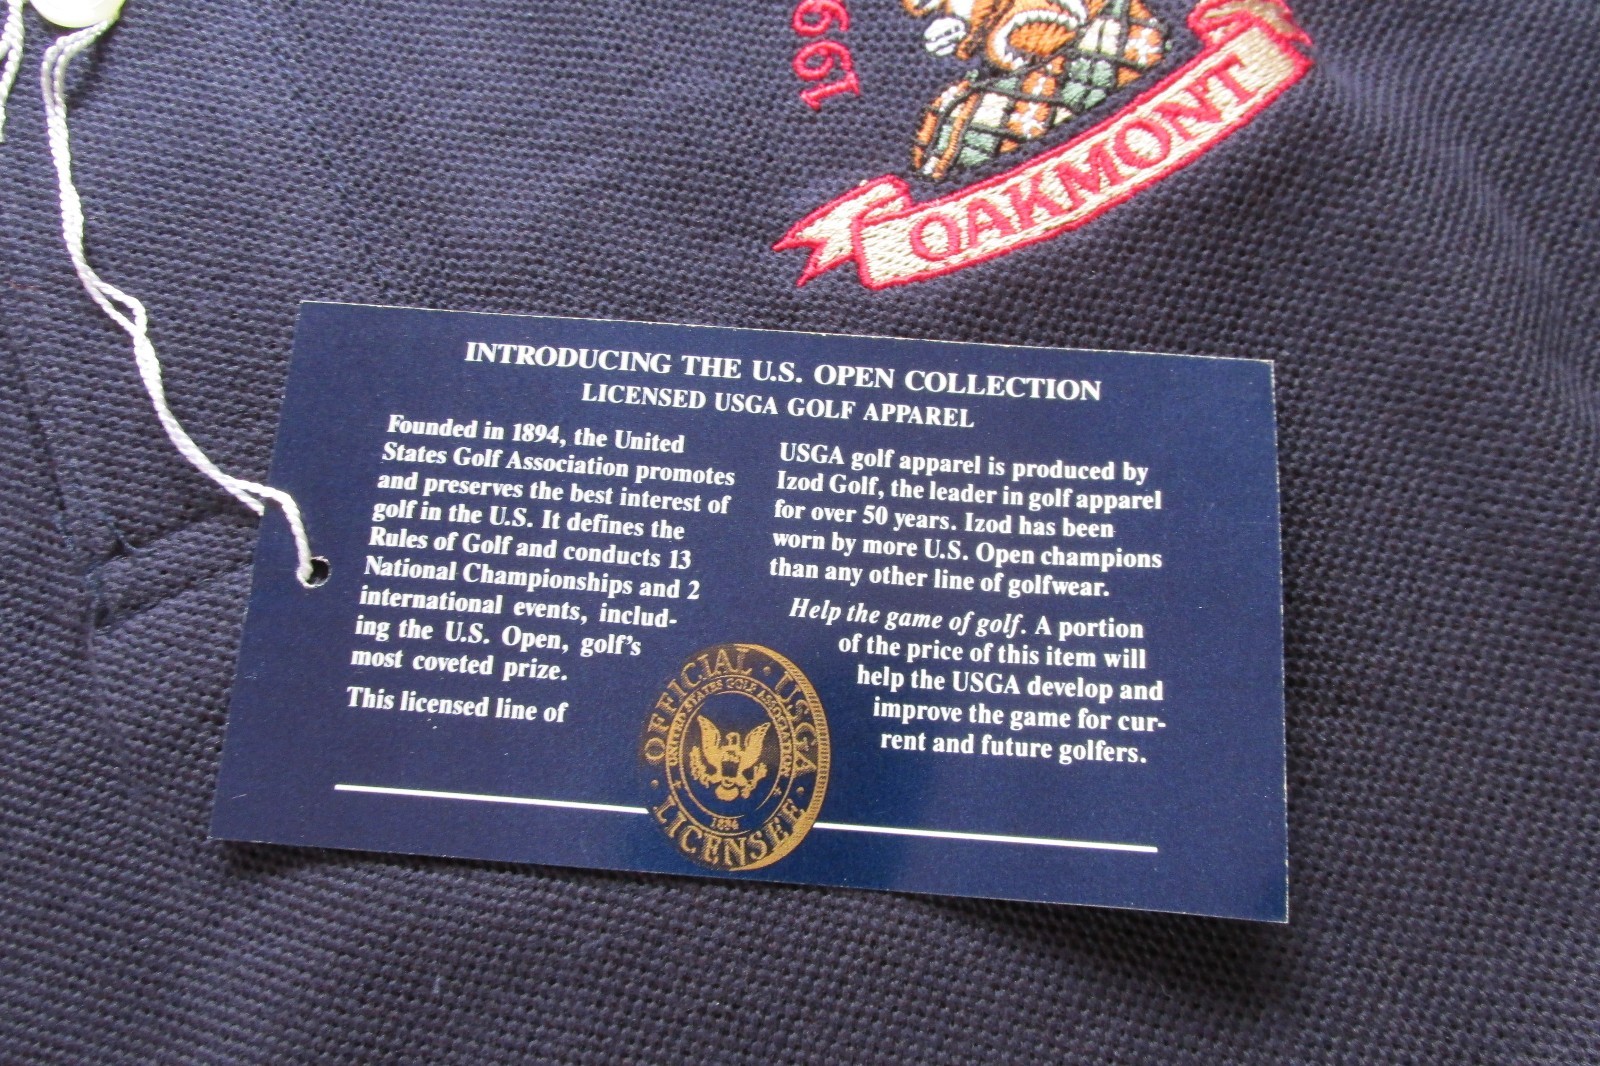 199
OAKMONT
INTRODUCING THE U.S. OPEN COLLECTION
LICENSED USGA GOLF APPAREL
Founded in 1894, the United
States Golf Association promotes
and preserves the best interest of
golf in the U.S. It defines the
Rules of Golf and conducts 13
National Championships and 2
international events, includ-
ing the U.S. Open, golf's
most coveted prize.
This licensed line of
USGA golf apparel is produced by
Izod Golf, the leader in golf apparel
for over 50 years. Izod has been
worn by more U.S. Open champions
than any other line of golfwear.
Help the game of golf. A portion
of the price of this item will
help the USGA develop and
improve the game for cur-
rent and future golfers.
OFFICIAL · USGA
· LICENSEE ·
UNITED STATES GOLF ASSOCIATION
1894